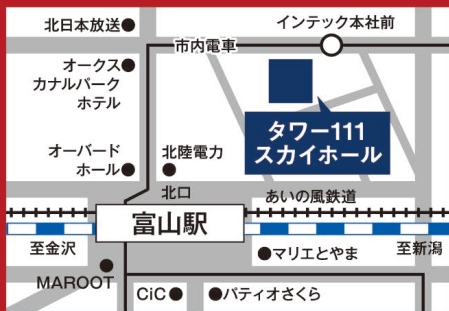 北日本放送
インテック本社前
市内電車
オークス
カナルパーク
ホテル
タワー111
スカイホール
オーバード
ホール
北陸電力
北口
あいの風鉄道
富山駅
至金沢
マリエとやま
至新潟
MAROOT
CiC
パティオさくら